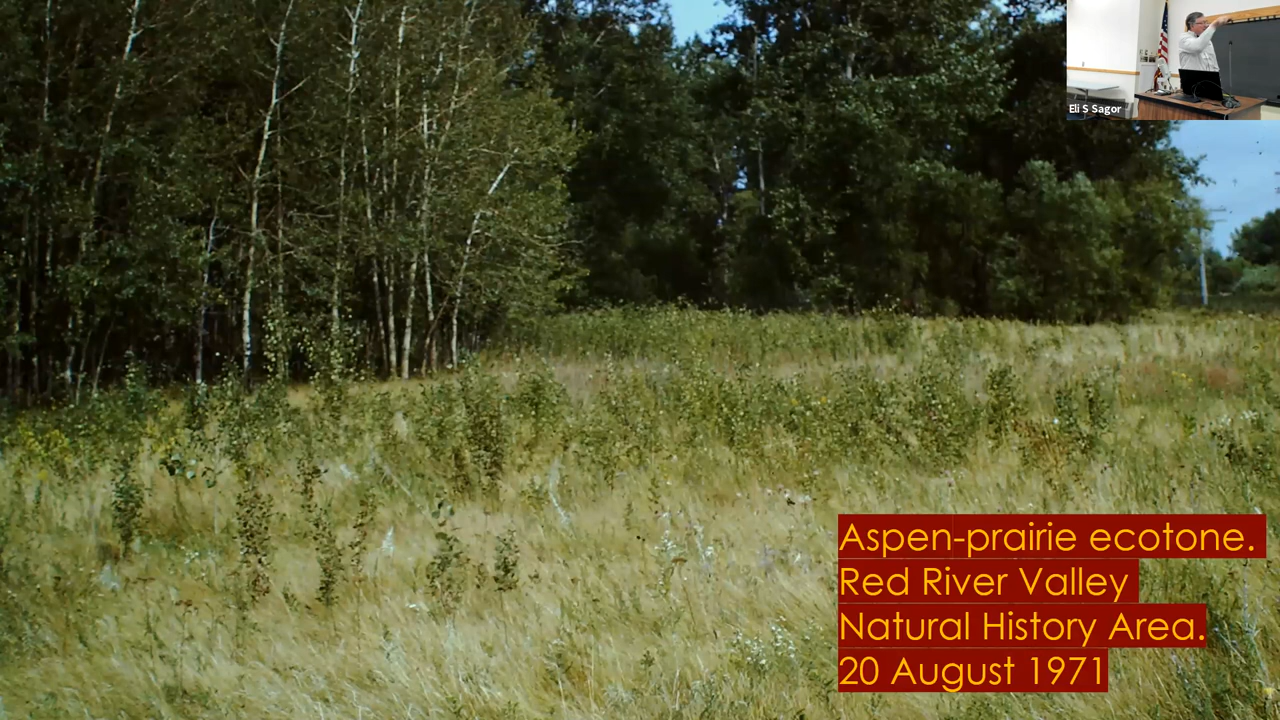 Eli S Sagor
Aspen-prairie ecotone.
Red River Valley
Natural History Area.
20 August 1971